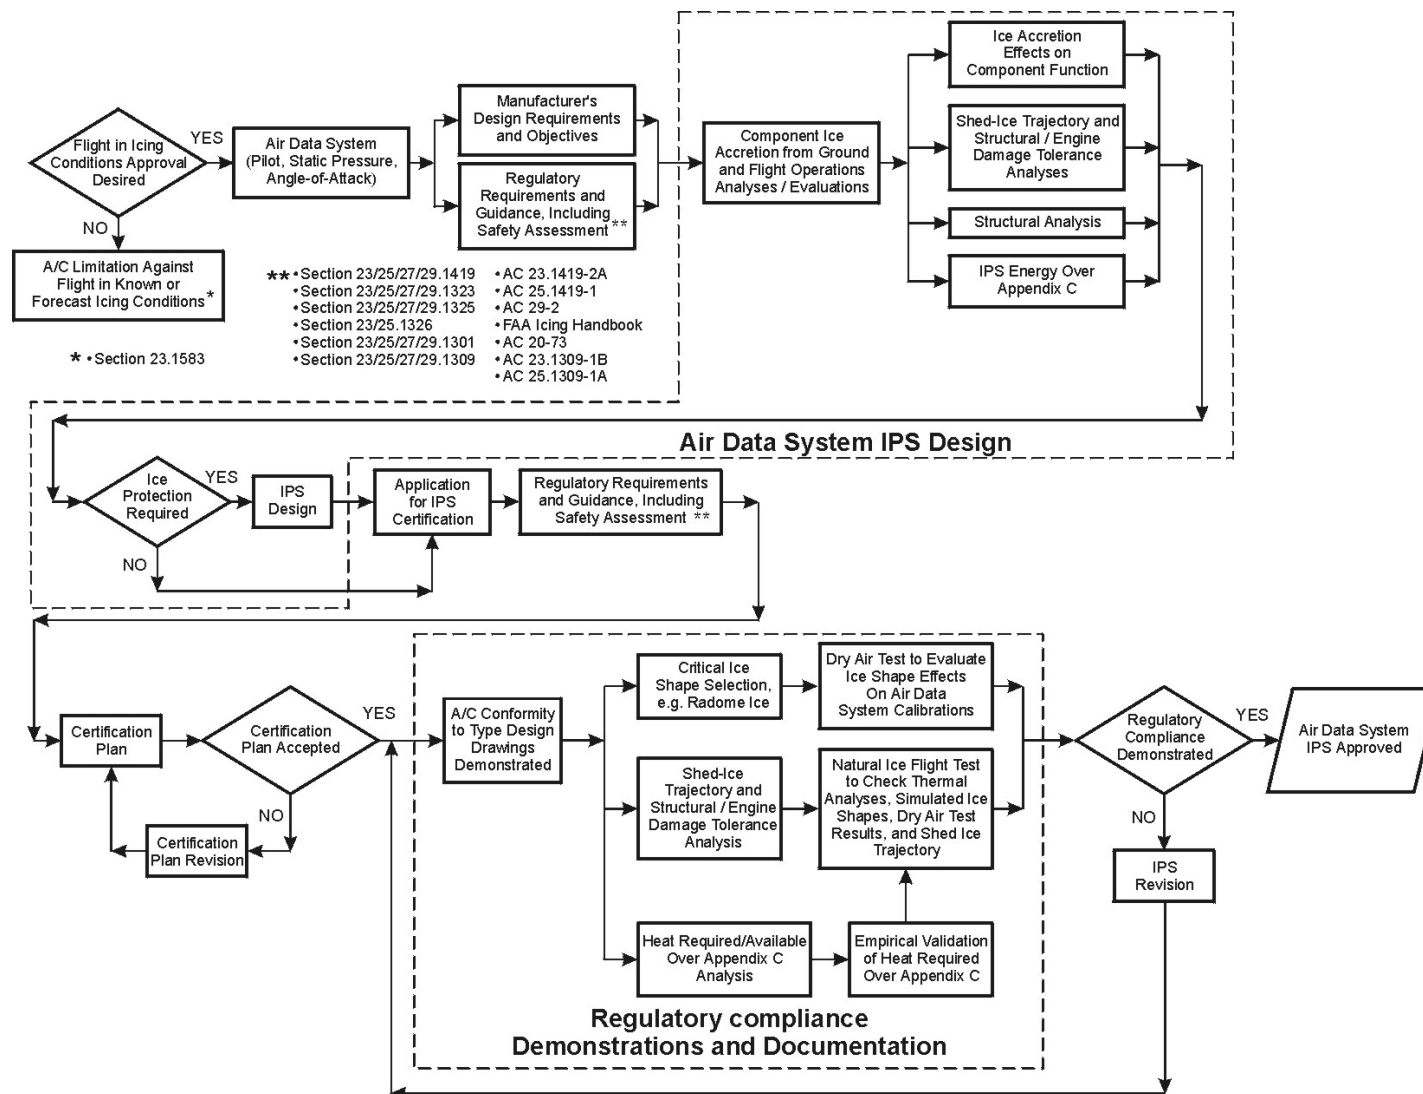 Flight in Icing
Conditions Approval
Desired
YES
NO
A/C Limitation Against
Flight in Known or
Forecast Icing Conditions *
* • Section 23.1583
Air Data System
(Pilot, Static Pressure,
Angle-of-Attack)
Manufacturer's
Design Requirements
and Objectives
Regulatory
Requirements and
Guidance, Including
Safety Assessment **
** • Section 23/25/27/29.1419
• Section 23/25/27/29.1323
• Section 23/25/27/29.1325
• Section 23/25.1326
• Section 23/25/27/29.1301
• Section 23/25/27/29.1309
• AC 23.1419-2A
• AC 25.1419-1
• AC 29-2
• FAA Icing Handbook
• AC 20-73
• AC 23.1309-1B
• AC 25.1309-1A
Component Ice
Accretion from Ground
and Flight Operations
Analyses / Evaluations
Ice Accretion
Effects on
Component Function
Shed-Ice Trajectory and
Structural / Engine
Damage Tolerance
Analyses
Structural Analysis
IPS Energy Over
Appendix C
Air Data System IPS Design
Ice
Protection
Required
YES
NO
IPS
Design
Application
for IPS
Certification
Regulatory Requirements
and Guidance, Including
Safety Assessment **
Certification
Plan
Certification
Plan Accepted
YES
NO
Certification
Plan Revision
A/C Conformity
to Type Design
Drawings
Demonstrated
Critical Ice
Shape Selection,
e.g. Radome Ice
Dry Air Test to Evaluate
Ice Shape Effects
On Air Data
System Calibrations
Shed-Ice
Trajectory and
Structural / Engine
Damage Tolerance
Analysis
Natural Ice Flight Test
to Check Thermal
Analyses, Simulated Ice
Shapes, Dry Air Test
Results, and Shed Ice
Trajectory
Heat Required/Available
Over Appendix C
Analysis
Empirical Validation
of Heat Required
Over Appendix C
Regulatory compliance
Demonstrations and Documentation
Regulatory
Compliance
Demonstrated
YES
NO
Air Data System
IPS Approved
IPS
Revision